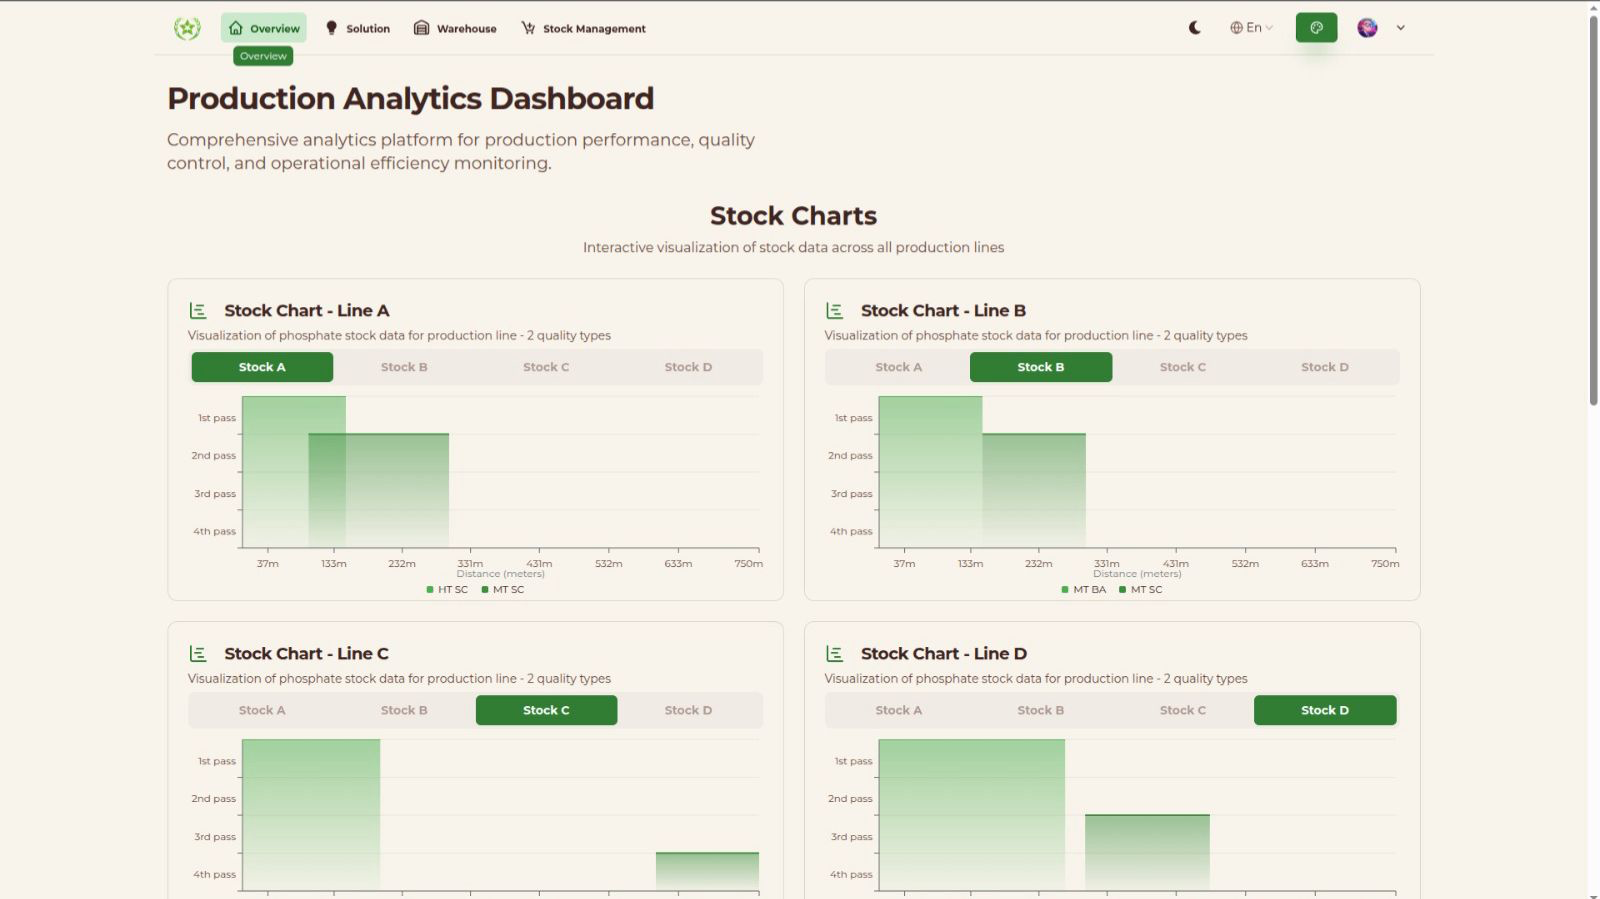 Overview
Solution
Warehouse
Stock Management
En
Overview
Production Analytics Dashboard
Comprehensive analytics platform for production performance, quality
control, and operational efficiency monitoring.
Stock Charts
Interactive visualization of stock data across all production lines
Stock Chart - Line A
Visualization of phosphate stock data for production line - 2 quality types
Stock A
Stock B
Stock C
Stock D
1st pass
2nd pass
3rd pass
4th pass
37m 133m 232m 331m 431m 532m 633m 750m
Distance (meters)
HT SC MT SC
Stock Chart - Line B
Visualization of phosphate stock data for production line - 2 quality types
Stock A
Stock B
Stock C
Stock D
1st pass
2nd pass
3rd pass
4th pass
37m 133m 232m 331m 431m 532m 633m 750m
Distance (meters)
MT BA MT SC
Stock Chart - Line C
Visualization of phosphate stock data for production line - 2 quality types
Stock A
Stock B
Stock C
Stock D
1st pass
2nd pass
3rd pass
4th pass
Stock Chart - Line D
Visualization of phosphate stock data for production line - 2 quality types
Stock A
Stock B
Stock C
Stock D
1st pass
2nd pass
3rd pass
4th pass